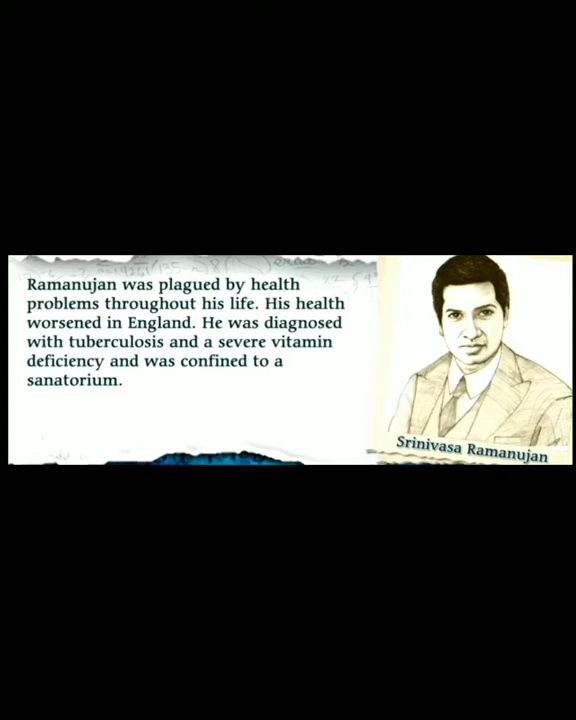 Ramanujan was plagued by health
problems throughout his life. His health
worsened in England. He was diagnosed
with tuberculosis and a severe vitamin
deficiency and was confined to a
sanatorium.
Srinivasa Ramanujan